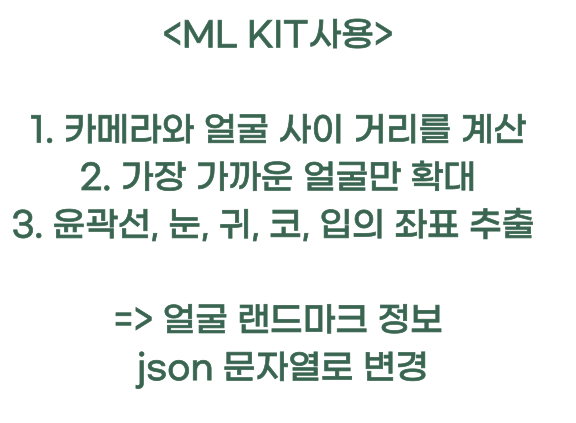 <ML KIT사용>
1. 카메라와 얼굴 사이 거리를 계산
2. 가장 가까운 얼굴만 확대
3. 윤곽선, 눈, 귀, 코, 입의 좌표 추출
=> 얼굴 랜드마크 정보
json 문자열로 변경